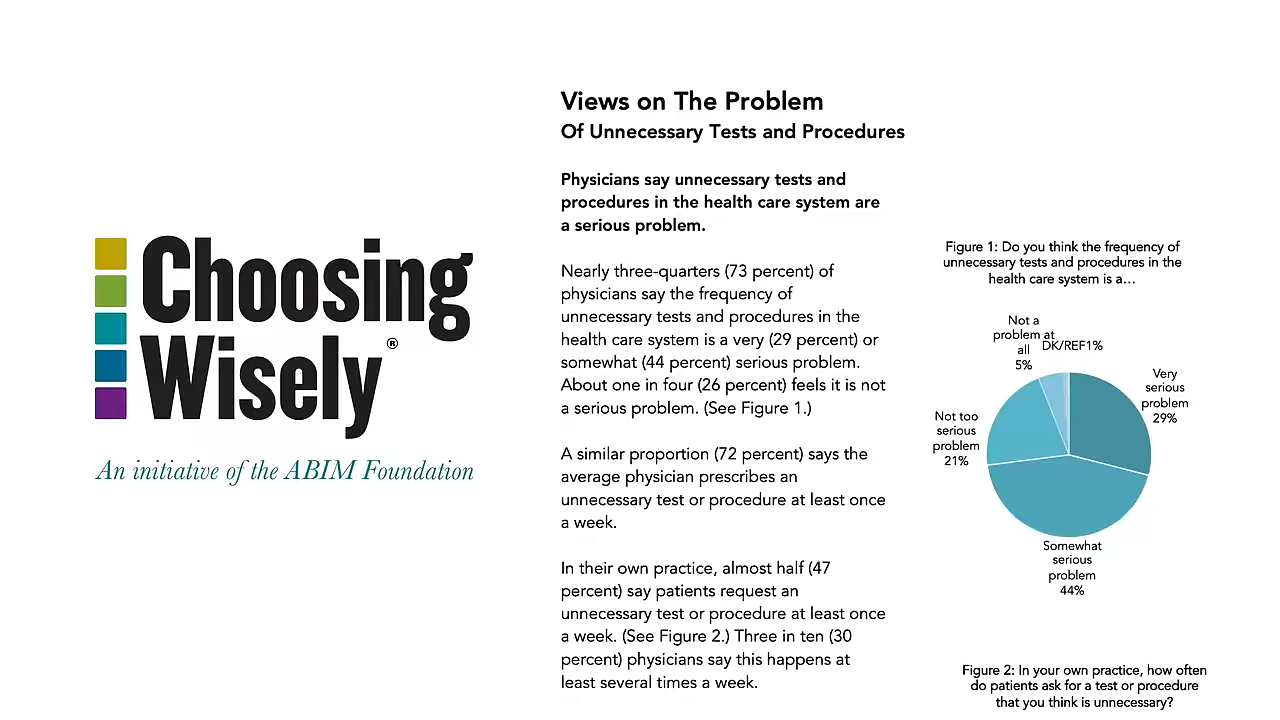 Choosing
Wisely®
An initiative of the ABIM Foundation
Views on The Problem
Of Unnecessary Tests and Procedures
Physicians say unnecessary tests and
procedures in the health care system are
a serious problem.
Nearly three-quarters (73 percent) of
physicians say the frequency of
unnecessary tests and procedures in the
health care system is a very (29 percent) or
somewhat (44 percent) serious problem.
About one in four (26 percent) feels it is not
a serious problem. (See Figure 1.)
A similar proportion (72 percent) says the
average physician prescribes an
unnecessary test or procedure at least once
a week.
In their own practice, almost half (47
percent) say patients request an
unnecessary test or procedure at least once
a week. (See Figure 2.) Three in ten (30
percent) physicians say this happens at
least several times a week.
Figure 1: Do you think the frequency of
unnecessary tests and procedures in the
health care system is a…
Not a
problem at
all
5%
DK/REF1%
Very
serious
problem
29%
Not too
serious
problem
21%
Somewhat
serious
problem
44%
Figure 2: In your own practice, how often
do patients ask for a test or procedure
that you think is unnecessary?